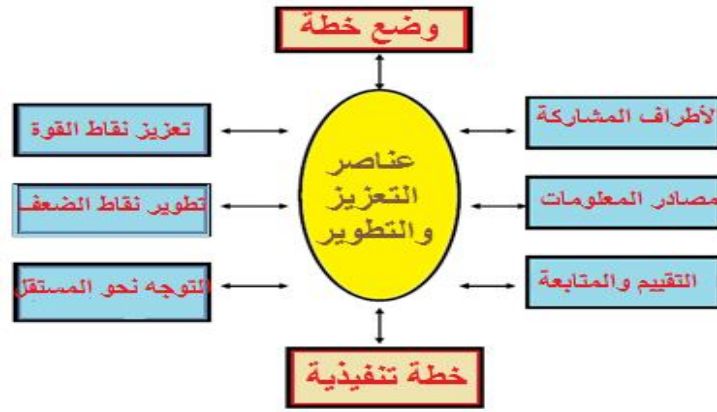 وضع خطة
الأطراف المشاركة
تعزيز نقاط القوة
عناصر
التعزيز
والتطوير
مصادر المعلومات
تطوير نقاط الضعف
التقييم والمتابعة
التوجه نحو المستقل
خطة تنفيذية